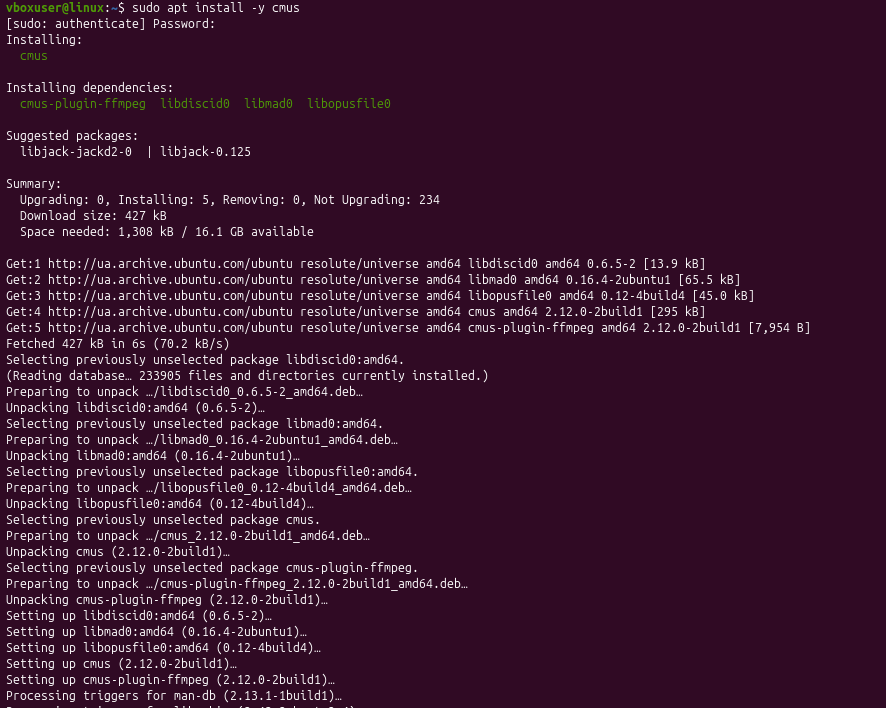 vboxuser@linux:~$ sudo apt install -y cmus
[sudo: authenticate] Password:
Installing:
  cmus

Installing dependencies:
  cmus-plugin-ffmpeg  libdiscid0  libmad0  libopusfile0

Suggested packages:
  libjack-jackd2-0  | libjack-0.125

Summary:
  Upgrading: 0, Installing: 5, Removing: 0, Not Upgrading: 234
  Download size: 427 kB
  Space needed: 1,308 kB / 16.1 GB available

Get:1 http://ua.archive.ubuntu.com/ubuntu resolute/universe amd64 libdiscid0 amd64 0.6.5-2 [13.9 kB]
Get:2 http://ua.archive.ubuntu.com/ubuntu resolute/universe amd64 libmad0 amd64 0.16.4-2ubuntu1 [65.5 kB]
Get:3 http://ua.archive.ubuntu.com/ubuntu resolute/universe amd64 libopusfile0 amd64 0.12-4build4 [45.0 kB]
Get:4 http://ua.archive.ubuntu.com/ubuntu resolute/universe amd64 cmus amd64 2.12.0-2build1 [295 kB]
Get:5 http://ua.archive.ubuntu.com/ubuntu resolute/universe amd64 cmus-plugin-ffmpeg amd64 2.12.0-2build1 [7,954 B]
Fetched 427 kB in 6s (70.2 kB/s)
Selecting previously unselected package libdiscid0:amd64.
(Reading database… 233905 files and directories currently installed.)
Preparing to unpack …/libdiscid0_0.6.5-2_amd64.deb…
Unpacking libdiscid0:amd64 (0.6.5-2)…
Selecting previously unselected package libmad0:amd64.
Preparing to unpack …/libmad0_0.16.4-2ubuntu1_amd64.deb…
Unpacking libmad0:amd64 (0.16.4-2ubuntu1)…
Selecting previously unselected package libopusfile0:amd64.
Preparing to unpack …/libopusfile0_0.12-4build4_amd64.deb…
Unpacking libopusfile0:amd64 (0.12-4build4)…
Selecting previously unselected package cmus.
Preparing to unpack …/cmus_2.12.0-2build1_amd64.deb…
Unpacking cmus (2.12.0-2build1)…
Selecting previously unselected package cmus-plugin-ffmpeg.
Preparing to unpack …/cmus-plugin-ffmpeg_2.12.0-2build1_amd64.deb…
Unpacking cmus-plugin-ffmpeg (2.12.0-2build1)…
Setting up libdiscid0:amd64 (0.6.5-2)…
Setting up libmad0:amd64 (0.16.4-2ubuntu1)…
Setting up libopusfile0:amd64 (0.12-4build4)…
Setting up cmus (2.12.0-2build1)…
Setting up cmus-plugin-ffmpeg (2.12.0-2build1)…
Processing triggers for man-db (2.13.1-1build1)…